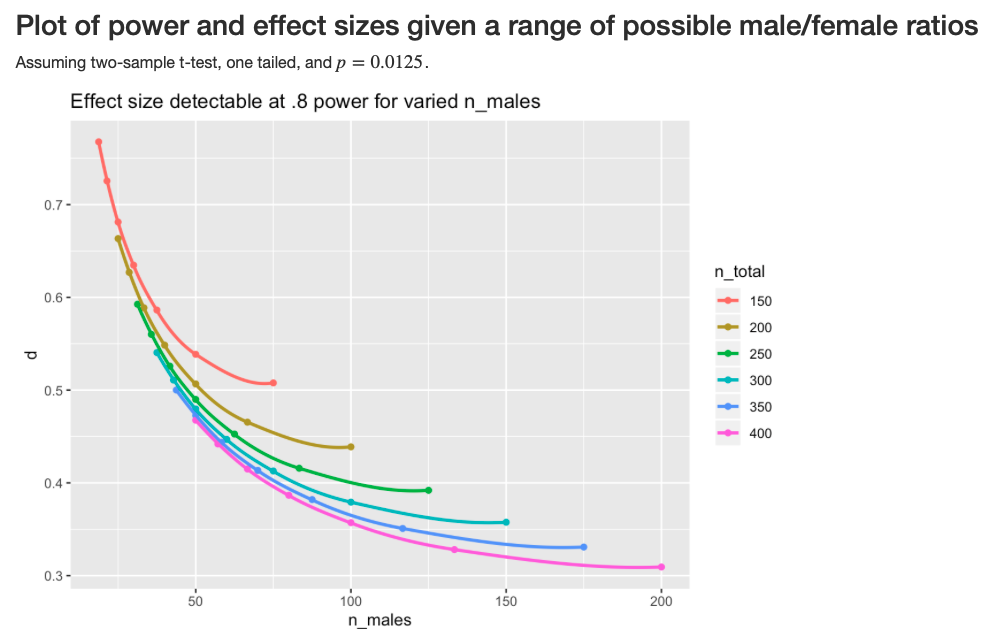 Plot of power and effect sizes given a range of possible male/female ratios
Assuming two-sample t-test, one tailed, and p = 0.0125.
Effect size detectable at .8 power for varied n_males
0.7
0.6
0.5
0.4
0.3
d
50 100 150 200
n_males
n_total
150
200
250
300
350
400